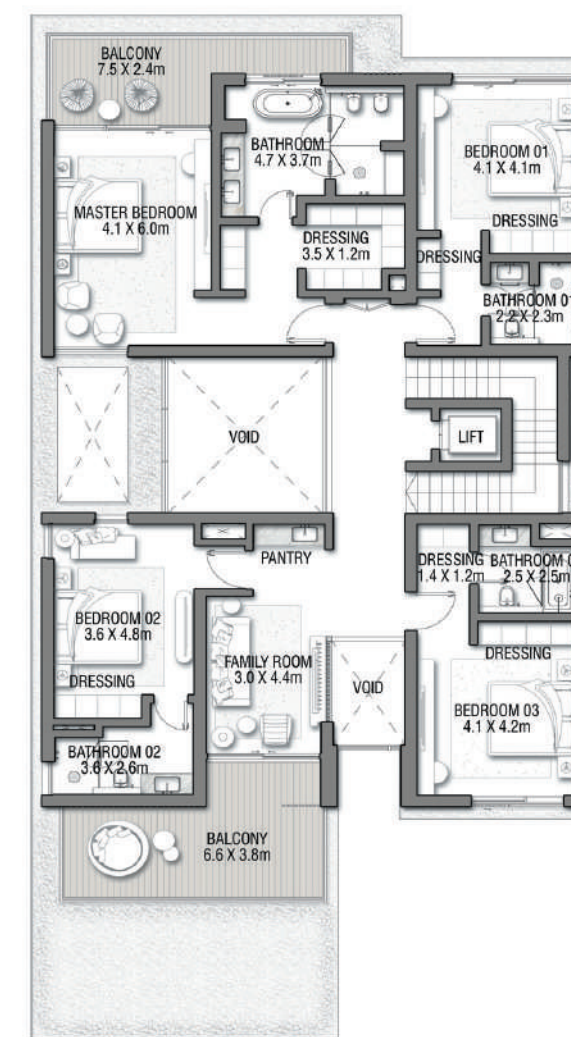 BALCONY
7.5 X 2.4m
BATHROOM
4.7 X 3.7m
BEDROOM 01
4.1 X 4.1m
MASTER BEDROOM
4.1 X 6.0m
DRESSING
DRESSING
3.5 X 1.2m
DRESSING
BATHROOM 01
2.2 X 2.3m
VOID
LIFT
PANTRY
DRESSING
1.4 X 1.2m
BATHROOM
2.5 X 2.5m
BEDROOM 02
3.6 X 4.8m
DRESSING
FAMILY ROOM
3.0 X 4.4m
VOID
DRESSING
BEDROOM 03
4.1 X 4.2m
BATHROOM 02
3.6 X 2.6m
BALCONY
6.6 X 3.8m